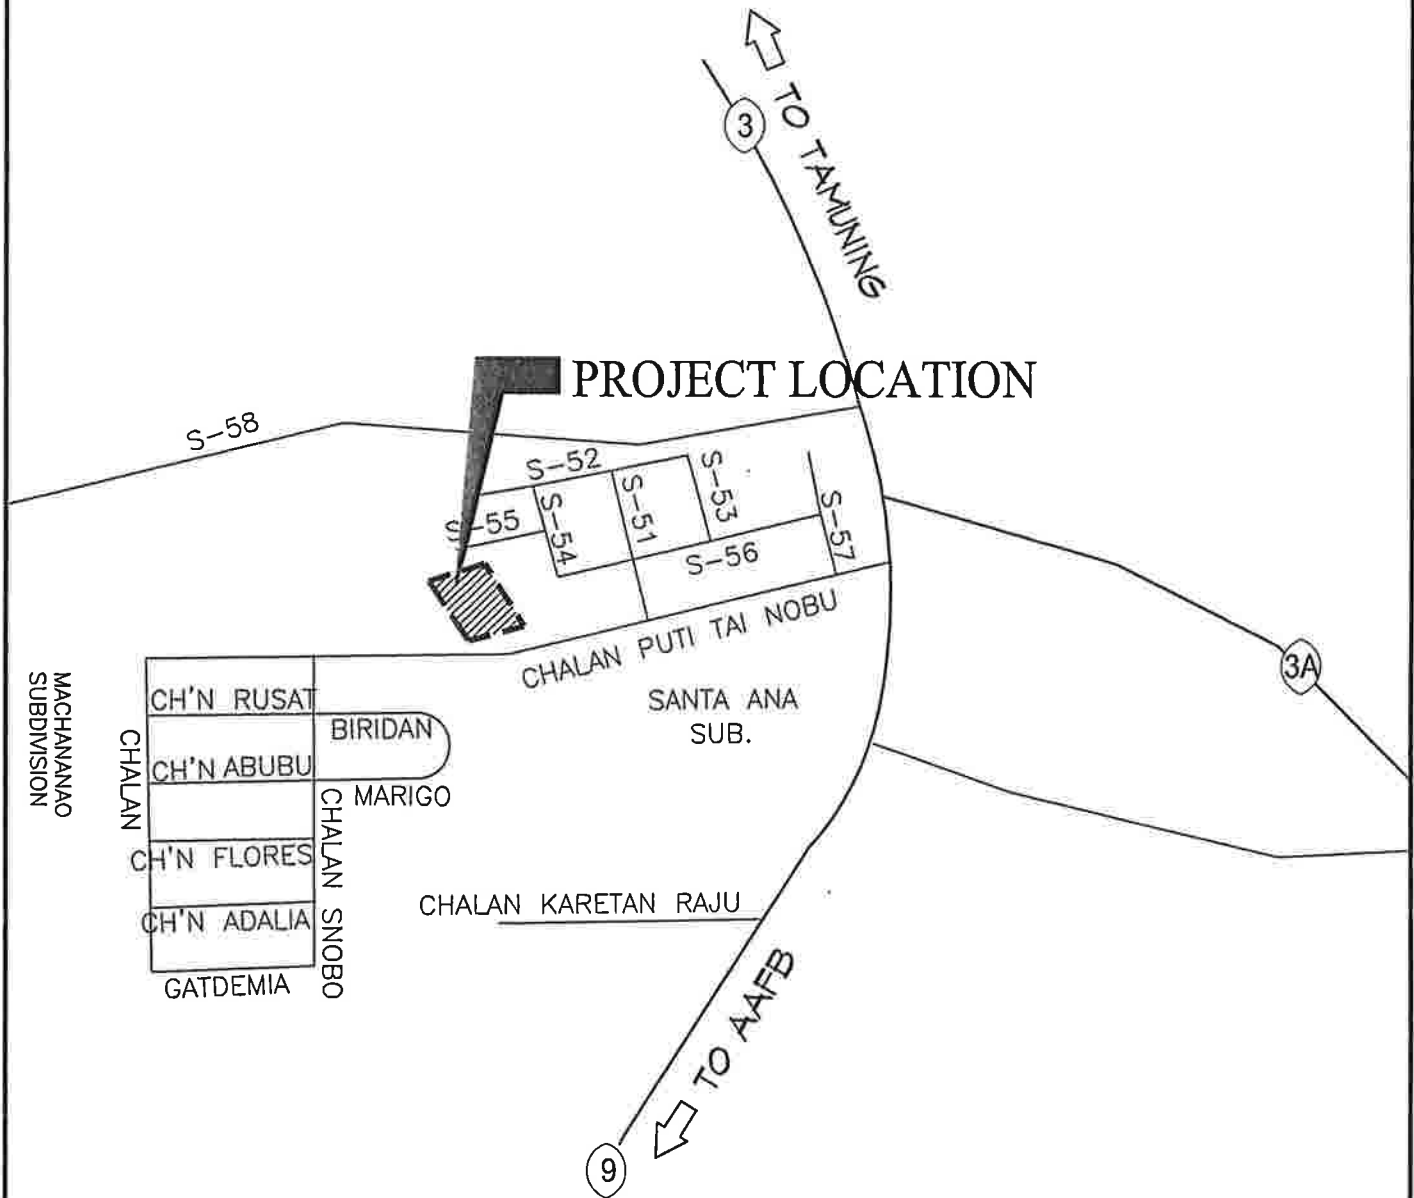 3
TO TAMUNING
PROJECT LOCATION
S-58
S-52
S-53
S-55
S-54
S-51
S-57
S-56
CHALAN PUTI TAI NOBU
3A
MACHANANAO
SUBDIVISION
CH'N RUSAT
SANTA ANA
SUB.
BIRIDAN
CHALAN
CH'N ABUBU
MARIGO
CH'N FLORES
CHALAN SNOBO
CHALAN KARETAN RAJU
CH'N ADALIA
GATDEMIA
TO AAFB
9